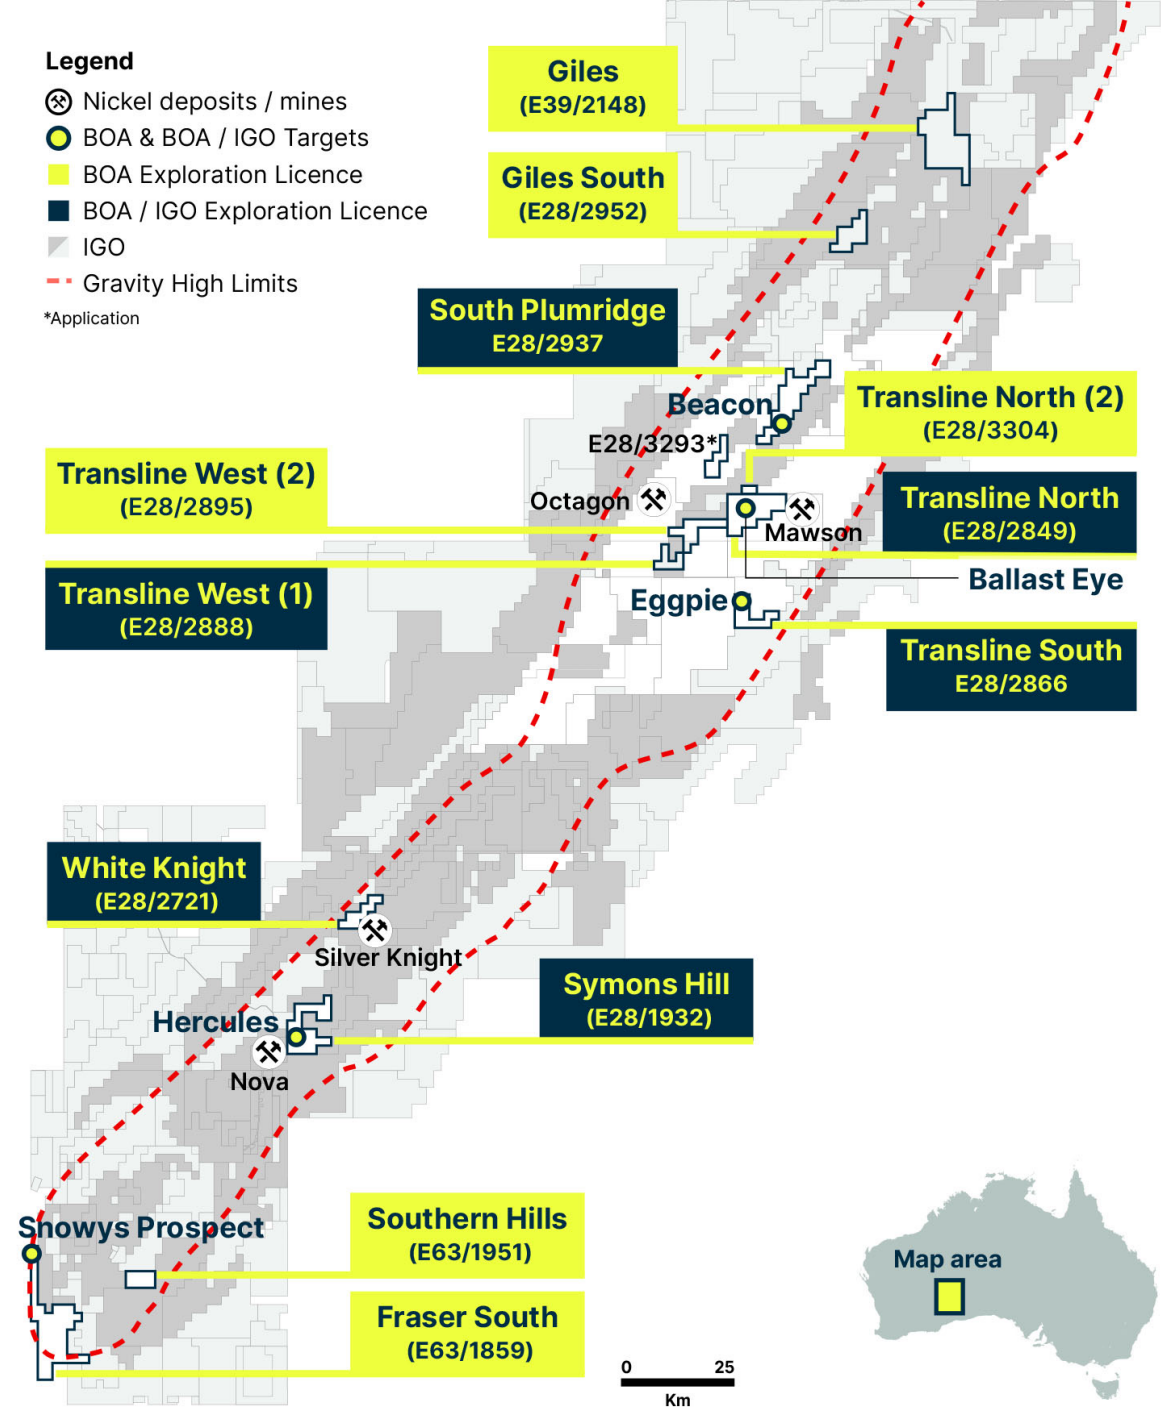 Legend
Nickel deposits / mines
BOA & BOA / IGO Targets
BOA Exploration Licence
BOA / IGO Exploration Licence
IGO
Gravity High Limits
*Application
Giles
(E39/2148)
Giles South
(E28/2952)
South Plumridge
E28/2937
Beacon
Transline North (2)
(E28/3304)
E28/3293*
Transline West (2)
(E28/2895)
Octagon
Mawson
Transline North
(E28/2849)
Ballast Eye
Transline West (1)
(E28/2888)
Eggpie
Transline South
E28/2866
White Knight
(E28/2721)
Silver Knight
Symons Hill
(E28/1932)
Hercules
Nova
Snowys Prospect
Southern Hills
(E63/1951)
Fraser South
(E63/1859)
Map area
0 25
Km